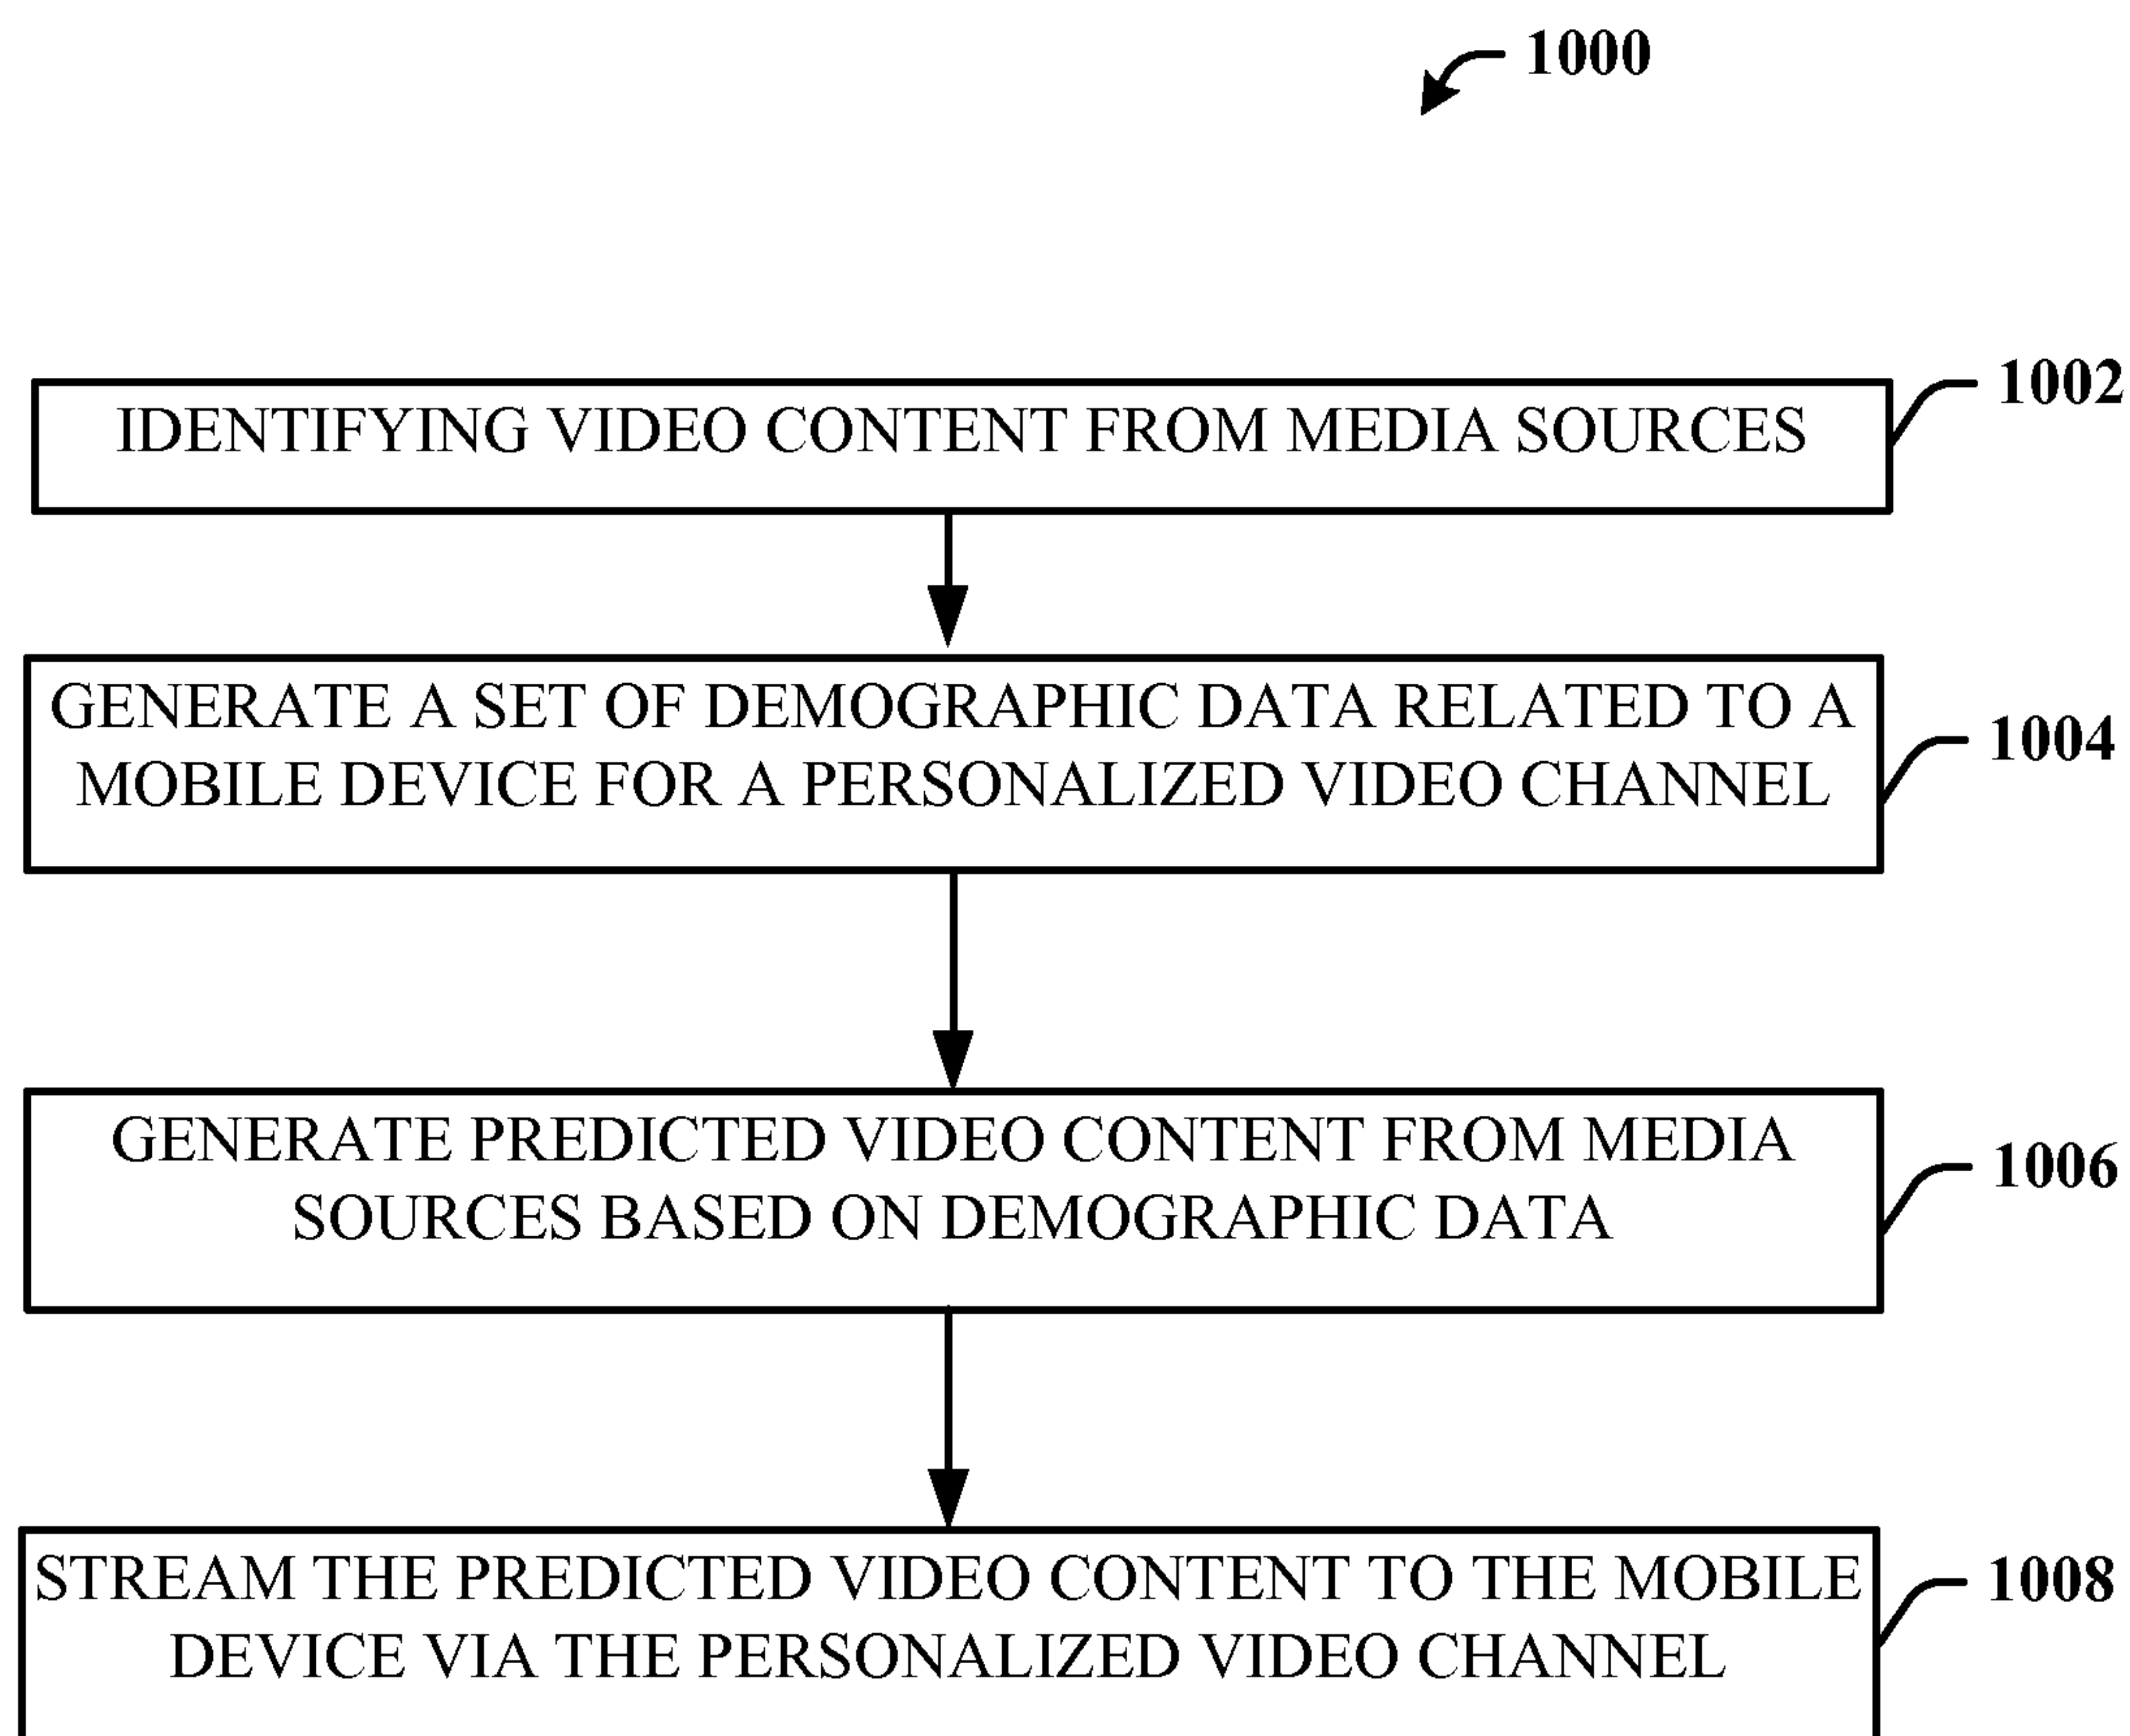 1000
IDENTIFYING VIDEO CONTENT FROM MEDIA SOURCES
1002
GENERATE A SET OF DEMOGRAPHIC DATA RELATED TO A
MOBILE DEVICE FOR A PERSONALIZED VIDEO CHANNEL
1004
GENERATE PREDICTED VIDEO CONTENT FROM MEDIA
SOURCES BASED ON DEMOGRAPHIC DATA
1006
STREAM THE PREDICTED VIDEO CONTENT TO THE MOBILE
DEVICE VIA THE PERSONALIZED VIDEO CHANNEL
1008